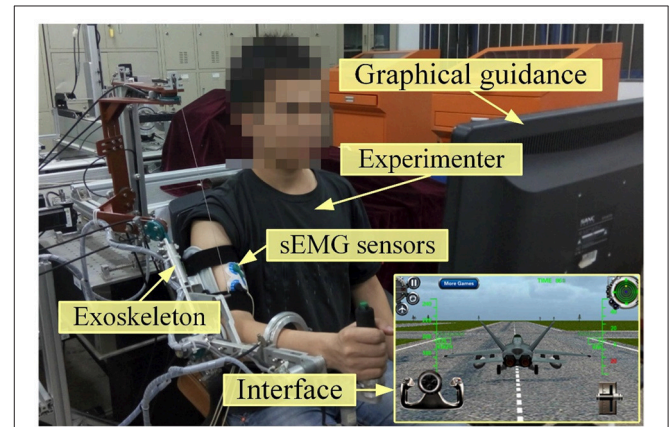 Graphical guidance
Experimenter
sEMG sensors
Exoskeleton
Interface
More Games